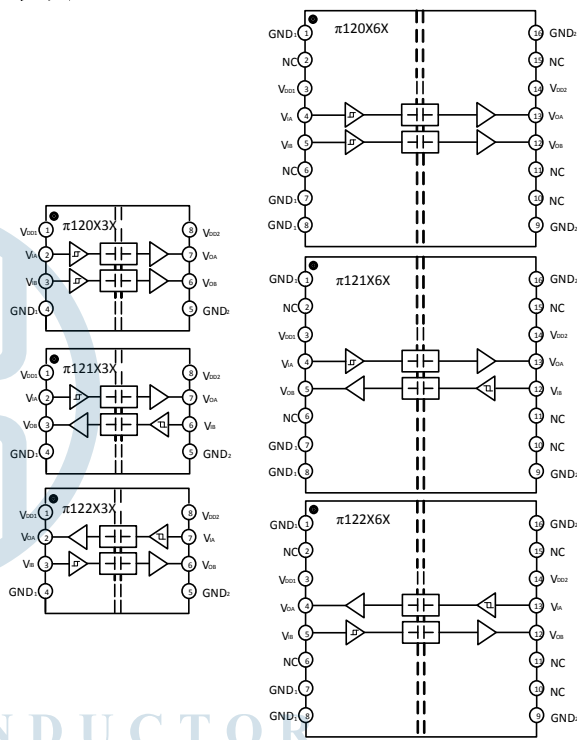 π120X3X
VDD1 1 8 VDD2
VIA 2 7 VOA
VIB 3 6 VOB
GND₁ 4 5 GND₂
π121X3X
VDD1 1 8 VDD2
VIA 2 7 VOA
VOB 3 6 VIB
GND₁ 4 5 GND₂
π122X3X
VDD1 1 8 VDD2
VOA 2 7 VIA
VIB 3 6 VOB
GND₁ 4 5 GND₂
π120X6X
GND₁ 1 16 GND₂
NC 2 15 NC
VDD1 3 14 VDD2
VIA 4 13 VOA
VIB 5 12 VOB
NC 6 11 NC
GND₁ 7 10 NC
GND₁ 8 9 GND₂
π121X6X
GND₁ 1 16 GND₂
NC 2 15 NC
VDD1 3 14 VDD2
VIA 4 13 VOA
VOB 5 12 VIB
NC 6 11 NC
GND₁ 7 10 NC
GND₁ 8 9 GND₂
π122X6X
GND₁ 1 16 GND₂
NC 2 15 NC
VDD1 3 14 VDD2
VOA 4 13 VIA
VIB 5 12 VOB
NC 6 11 NC
GND₁ 7 10 NC
GND₁ 8 9 GND₂
NDUCTOR